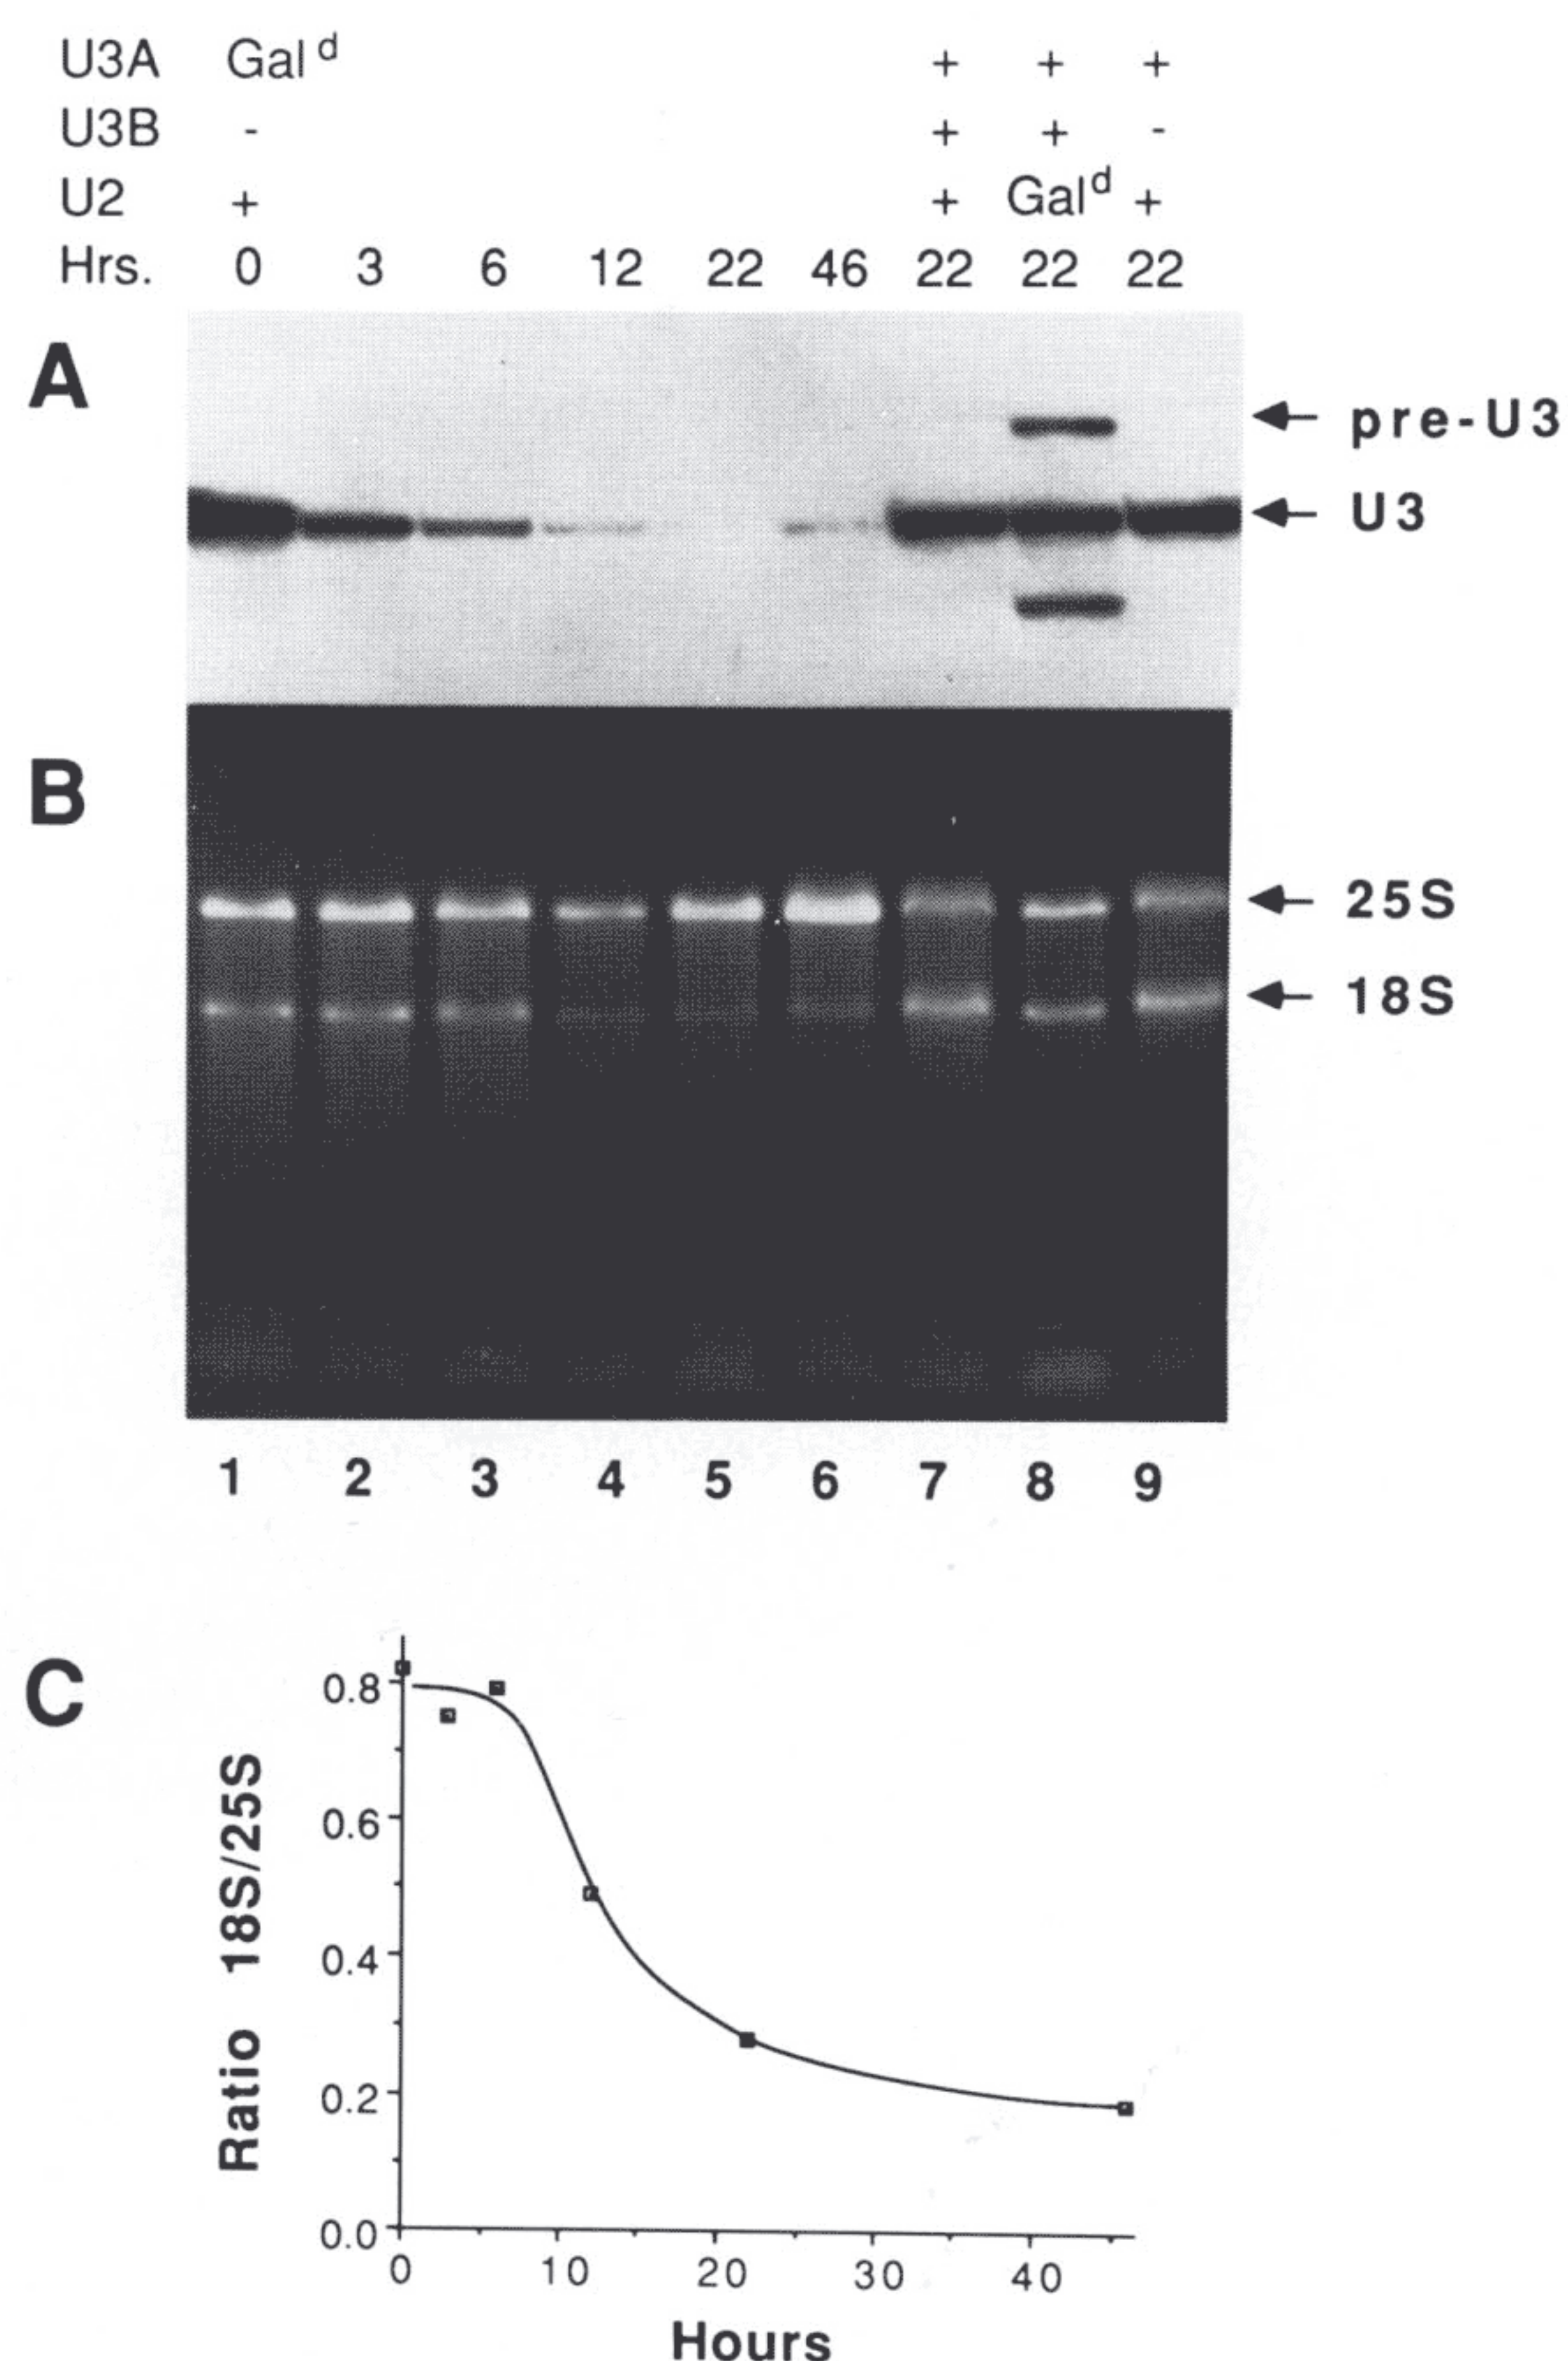 U3A Gal d + + +
U3B - + + -
U2 + + Gal d +
Hrs. 0 3 6 12 22 46 22 22 22
A
pre-U3
U3
B
25S
18S
1 2 3 4 5 6 7 8 9
C
Ratio 18S/25S
0.8
0.6
0.4
0.2
0.0
0 10 20 30 40
Hours